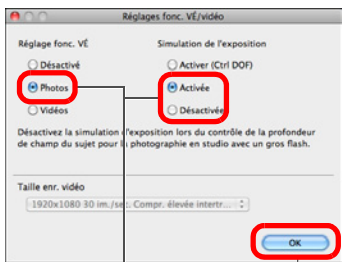 Réglages fonc. VÉ/vidéo
Réglage fonc. VÉ
Simulation de l'exposition
Désactivé
Activer (Ctrl DOF)
Photos
Activée
Vidéos
Désactivée
Désactivez la simulation d'exposition lors du contrôle de la profondeur
de champ du sujet pour la photographie en studio avec un gros flash.
Taille enr. vidéo
1920x1080 30 im./sec. Compr. élevée intertr...
OK